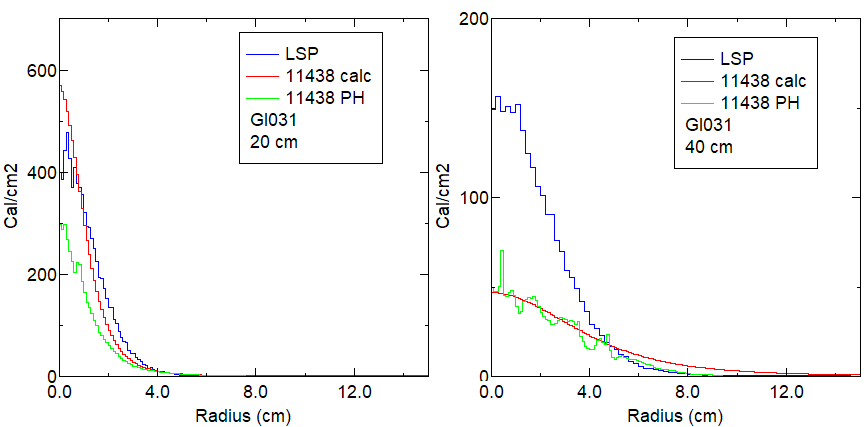 600
400
200
0
0.0 4.0 8.0 12.0
Radius (cm)
Cal/cm2
LSP
11438 calc
11438 PH
GI031
20 cm
200
100
0
0.0 4.0 8.0 12.0
Radius (cm)
Cal/cm2
LSP
11438 calc
11438 PH
GI031
40 cm